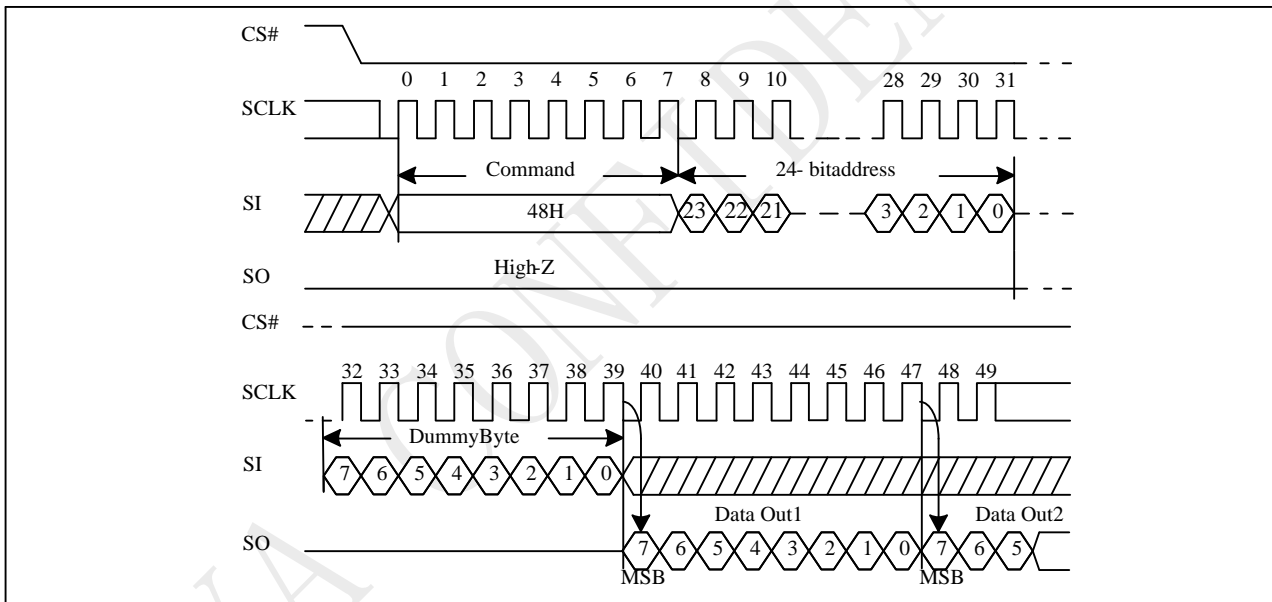 CS#
0 1 2 3 4 5 6 7 8 9 10 28 29 30 31
SCLK
Command 24- bitaddress
SI 48H 23 22 21 3 2 1 0
High-Z
SO
CS#
32 33 34 35 36 37 38 39 40 41 42 43 44 45 46 47 48 49
SCLK
DummyByte
SI 7 6 5 4 3 2 1 0
Data Out1 Data Out2
SO 7 6 5 4 3 2 1 0 7 6 5
MSB MSB